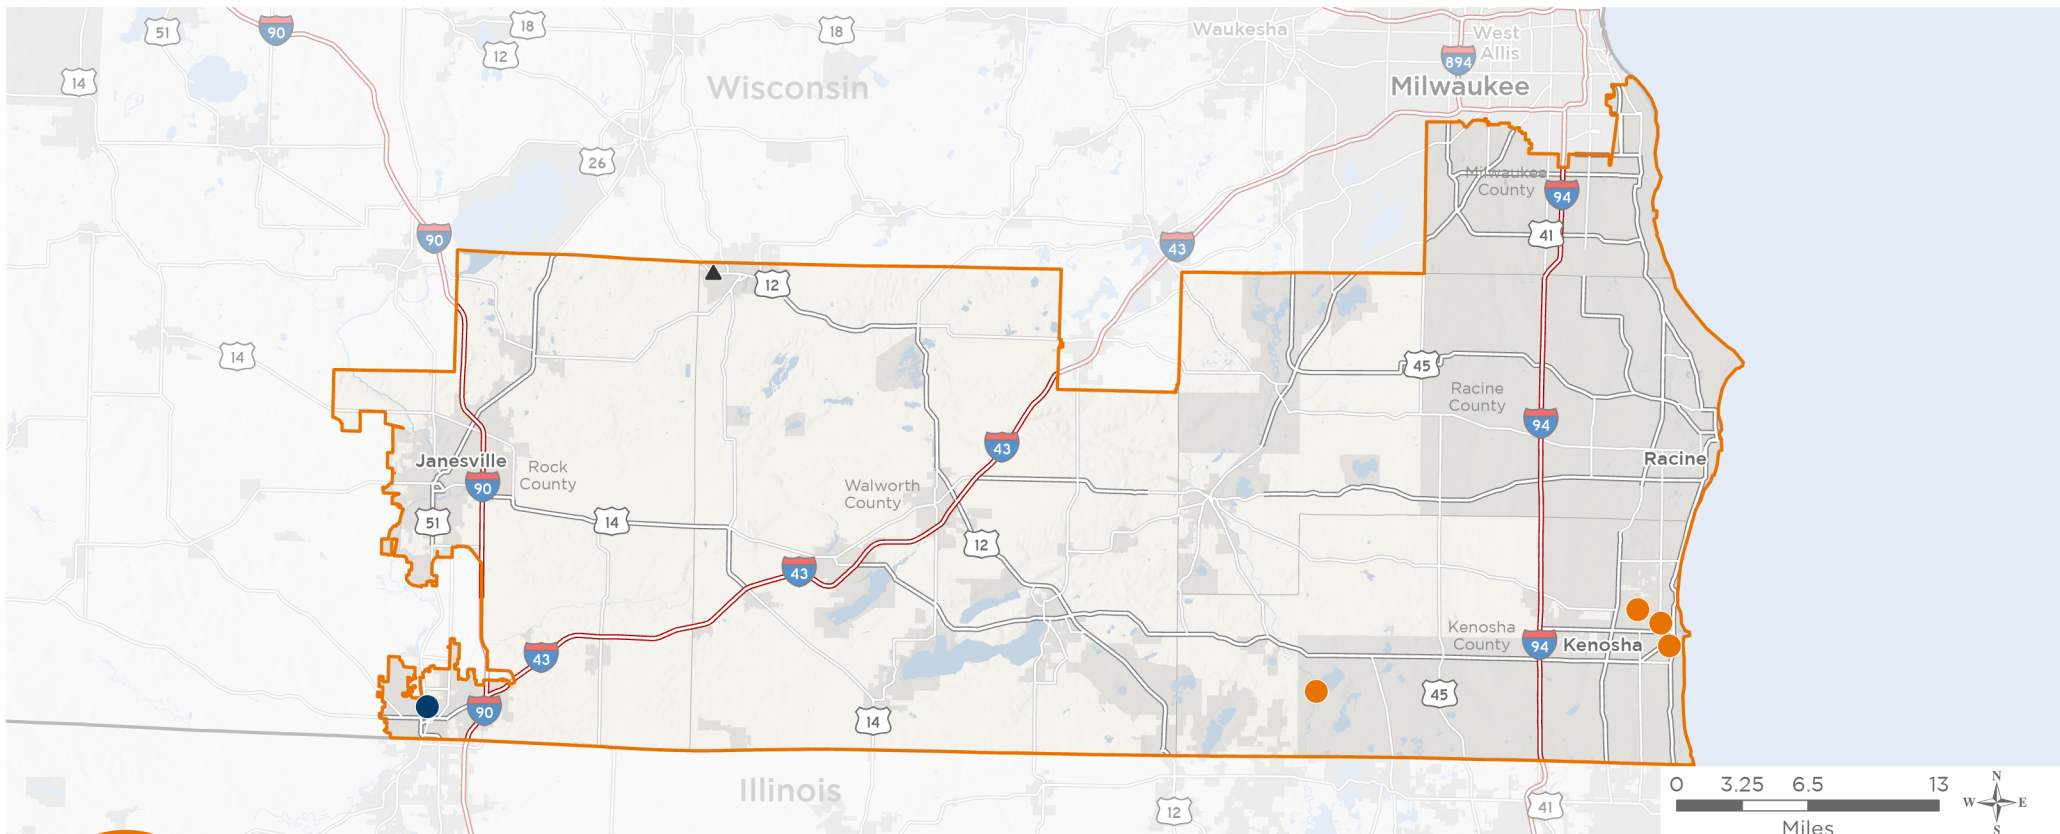 51
90
18
18
12
14
Waukesha
West
Allis
894
Milwaukee
Wisconsin
26
Milwaukee
County
94
90
43
41
12
14
45
Racine
County
94
43
Janesville
90
Rock
County
Walworth
County
Racine
51
14
12
43
Kenosha
County
94
Kenosha
43
45
90
14
Illinois
12
41
0 3.25 6.5 13
Miles
N
W E
S